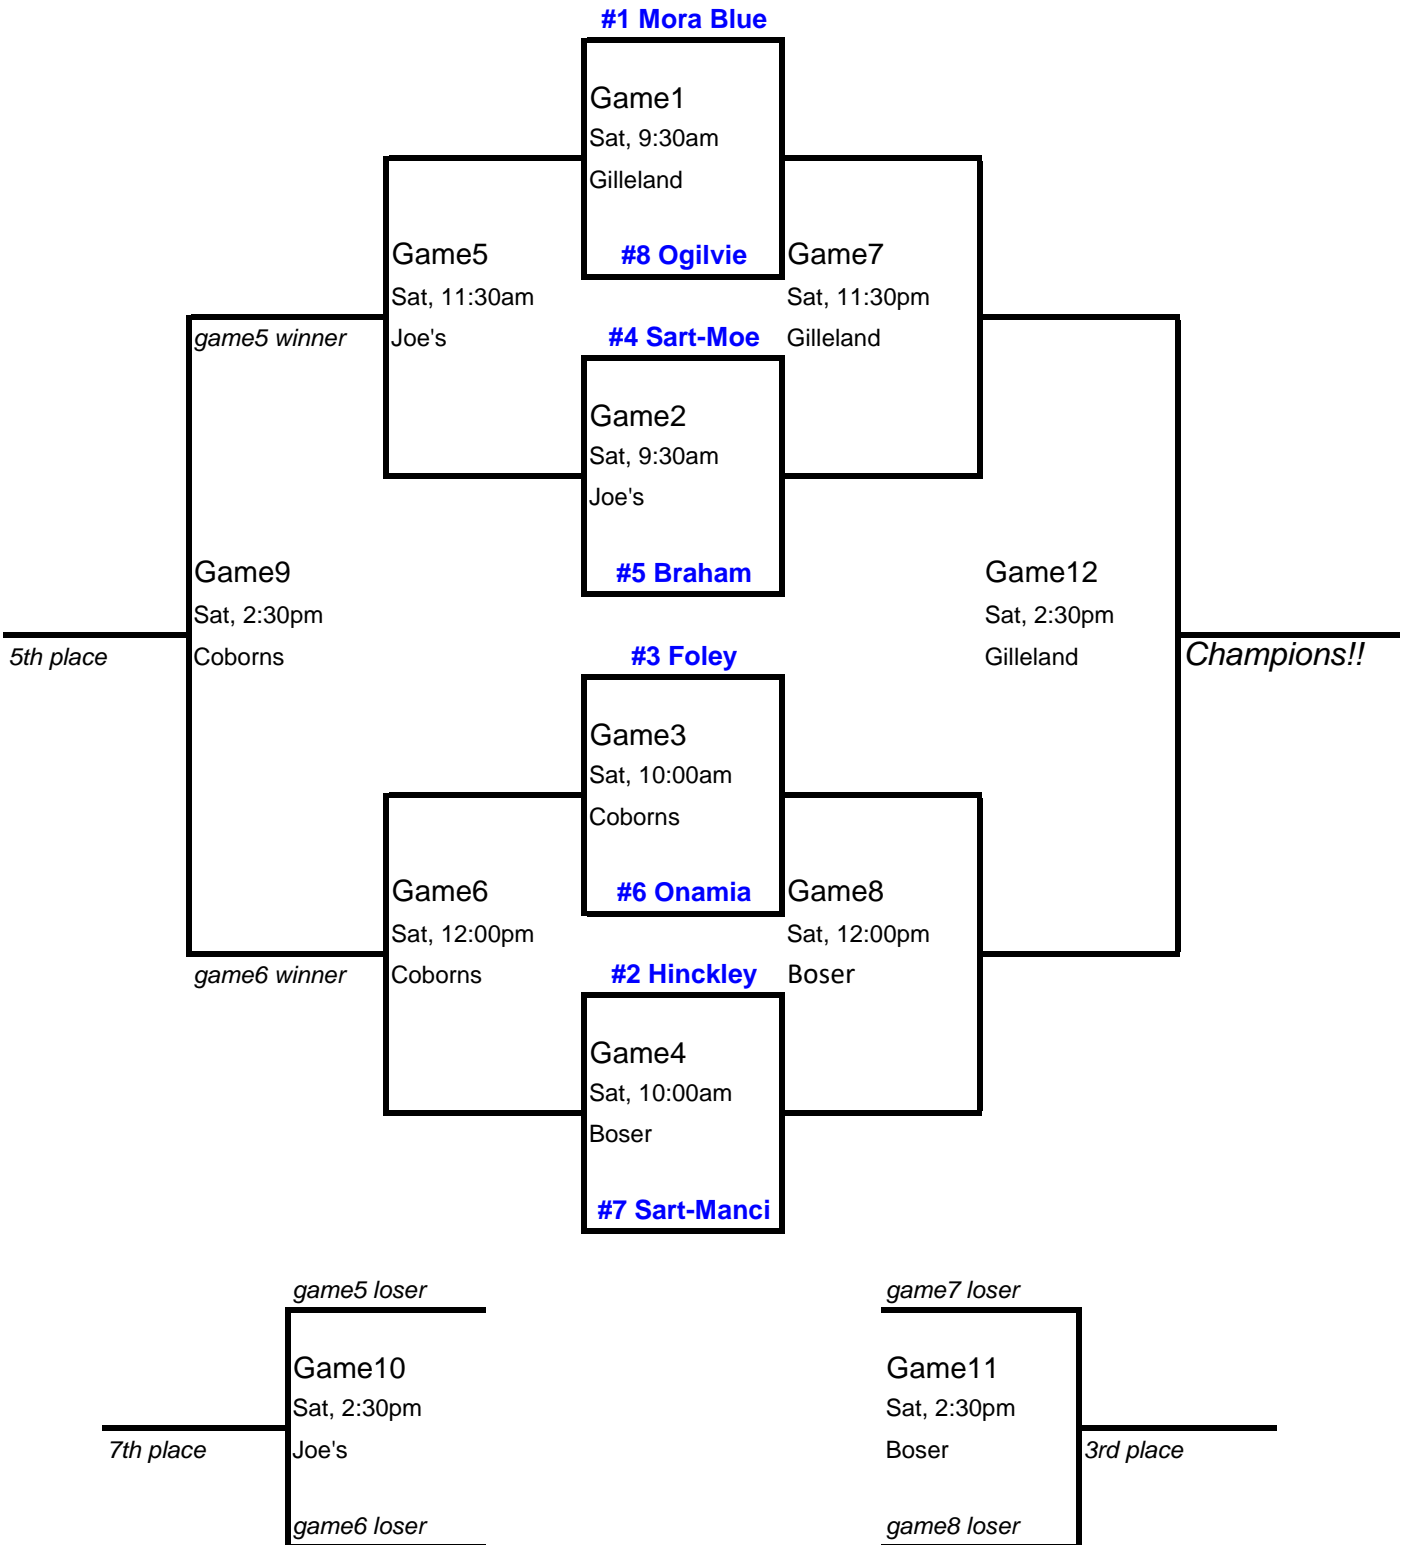 #1 Mora Blue
Game1
Sat, 9:30am
Gilleland
#8 Ogilvie
Game5
Sat, 11:30am
Joe's
game5 winner
Game7
Sat, 11:30pm
Gilleland
#4 Sart-Moe
Game2
Sat, 9:30am
Joe's
#5 Braham
Game9
Sat, 2:30pm
Coborns
5th place
Game12
Sat, 2:30pm
Gilleland
Champions!!
#3 Foley
Game3
Sat, 10:00am
Coborns
#6 Onamia
Game6
Sat, 12:00pm
Coborns
game6 winner
Game8
Sat, 12:00pm
Boser
#2 Hinckley
Game4
Sat, 10:00am
Boser
#7 Sart-Manci
game5 loser
Game10
Sat, 2:30pm
Joe's
7th place
game6 loser
game7 loser
Game11
Sat, 2:30pm
Boser
3rd place
game8 loser